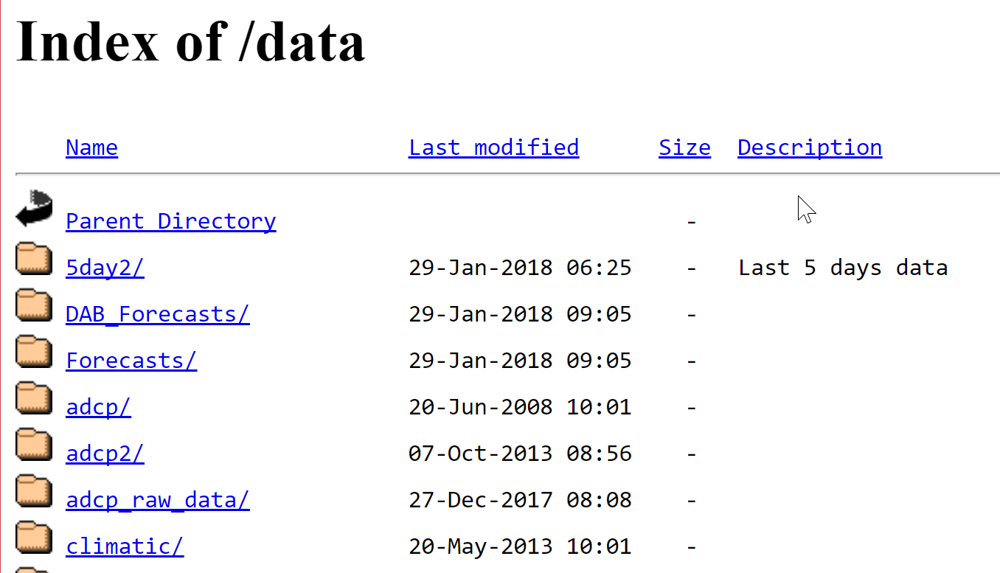 Index of /data
Name Last modified Size Description
Parent Directory -
5day2/ 29-Jan-2018 06:25 - Last 5 days data
DAB_Forecasts/ 29-Jan-2018 09:05 -
Forecasts/ 29-Jan-2018 09:05 -
adcp/ 20-Jun-2008 10:01 -
adcp2/ 07-Oct-2013 08:56 -
adcp_raw_data/ 27-Dec-2017 08:08 -
climatic/ 20-May-2013 10:01 -